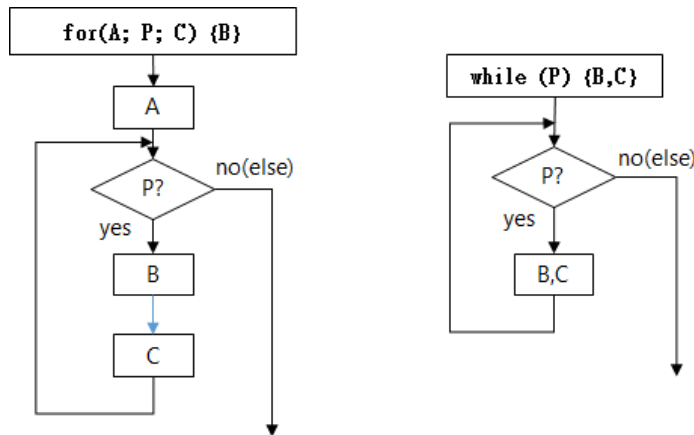 for(A; P; C) {B}
A
P?
no(else)
yes
B
C
while (P) {B,C}
P?
no(else)
yes
B,C